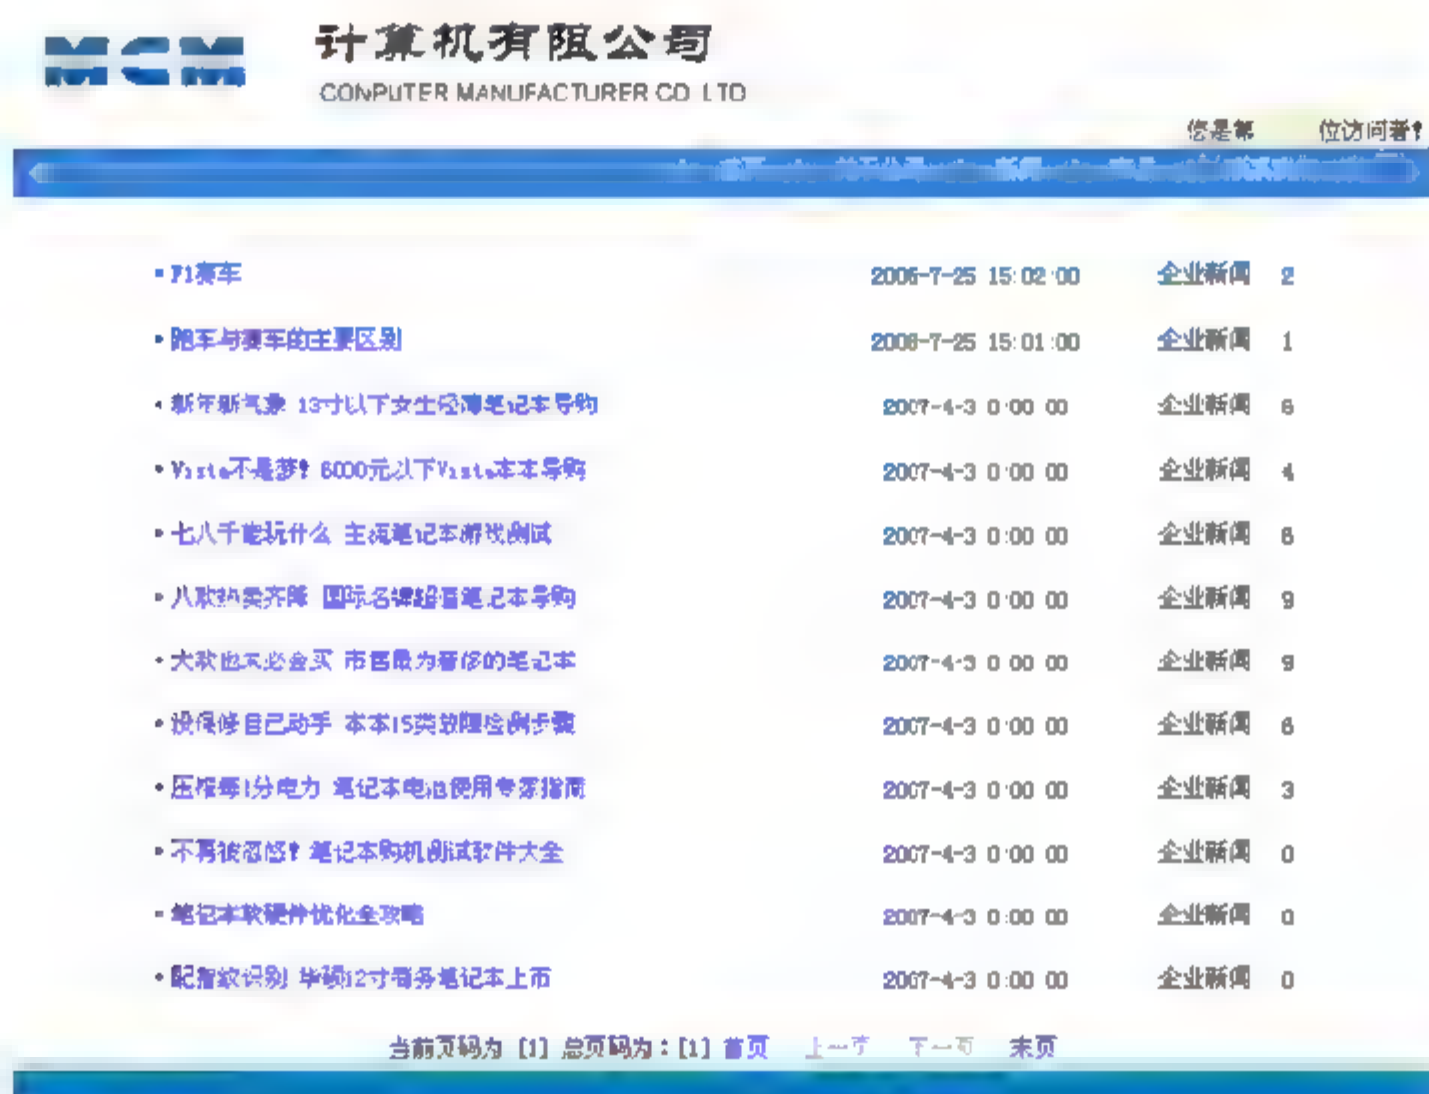 MCM 计算机有限公司
CONPUTER MANUFACTURER CO LTD
您是第 位访问者!
首页 关于公司 新闻
▪ F1赛车 2006-7-25 15:02:00 企业新闻 2
• 跑车与赛车的主要区别 2006-7-25 15:01:00 企业新闻 1
• 新年新气象 13寸以下女生轻薄笔记本导购 2007-4-3 0:00:00 企业新闻 6
• Vista不是梦! 6000元以下Vista本本导购 2007-4-3 0:00:00 企业新闻 4
• 七八千能玩什么 主流笔记本游戏测试 2007-4-3 0:00:00 企业新闻 6
• 八款热卖齐降 国际名牌超值笔记本导购 2007-4-3 0:00:00 企业新闻 9
• 大款也未必会买 市售最为奢侈的笔记本 2007-4-3 0:00:00 企业新闻 9
• 没保修自己动手 本本15类故障检测步骤 2007-4-3 0:00:00 企业新闻 6
• 压榨每1分电力 笔记本电池使用专家指南 2007-4-3 0:00:00 企业新闻 3
• 不再被忽悠! 笔记本购机测试软件大全 2007-4-3 0:00:00 企业新闻 0
▪ 笔记本软硬件优化全攻略 2007-4-3 0:00:00 企业新闻 0
• 配指纹识别 华硕12寸商务笔记本上市 2007-4-3 0:00:00 企业新闻 0
当前页码为 [1] 总页码为：[1] 首页 上一页 下一页 末页